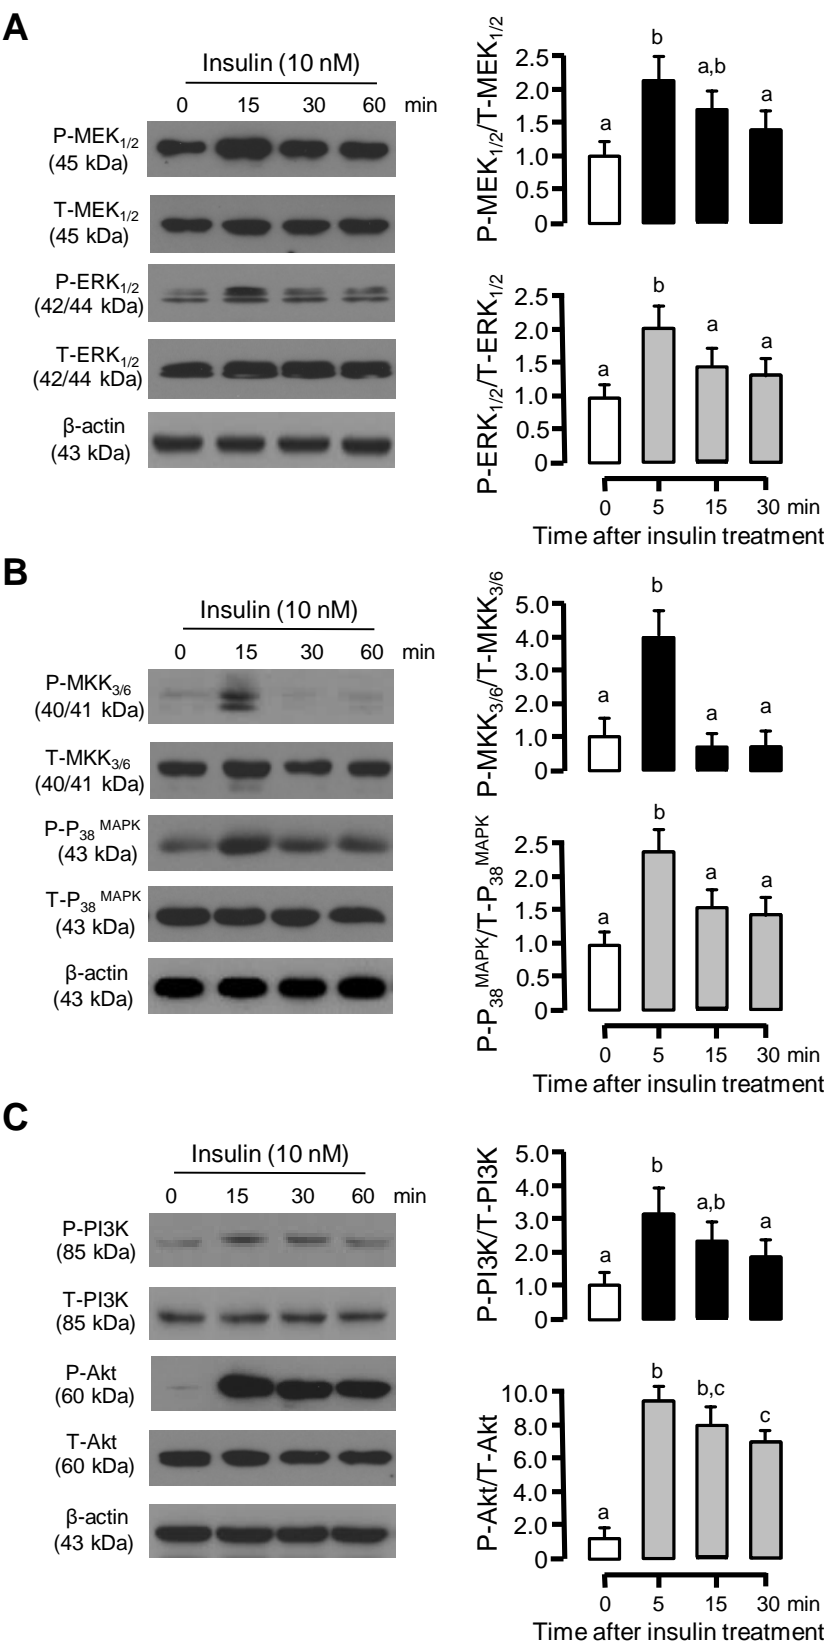 A
Insulin (10 nM)
0 15 30 60 min
P-MEK1/2
(45 kDa)
T-MEK1/2
(45 kDa)
P-ERK1/2
(42/44 kDa)
T-ERK1/2
(42/44 kDa)
β-actin
(43 kDa)
P-MEK1/2/T-MEK1/2
2.5
2.0
1.5
1.0
0.5
0
a b a,b a
P-ERK1/2/T-ERK1/2
2.5
2.0
1.5
1.0
0.5
0
a b a a
0 5 15 30 min
Time after insulin treatment
B
Insulin (10 nM)
0 15 30 60 min
P-MKK3/6
(40/41 kDa)
T-MKK3/6
(40/41 kDa)
P-P38 MAPK
(43 kDa)
T-P38 MAPK
(43 kDa)
β-actin
(43 kDa)
P-MKK3/6/T-MKK3/6
5.0
4.0
3.0
2.0
1.0
0
a b a a
P-P38MAPK/T-P38MAPK
2.5
2.0
1.5
1.0
0.5
0
a b a a
0 5 15 30 min
Time after insulin treatment
C
Insulin (10 nM)
0 15 30 60 min
P-PI3K
(85 kDa)
T-PI3K
(85 kDa)
P-Akt
(60 kDa)
T-Akt
(60 kDa)
β-actin
(43 kDa)
P-PI3K/T-PI3K
5.0
4.0
3.0
2.0
1.0
0
a b a,b a
P-Akt/T-Akt
10.0
8.0
6.0
4.0
2.0
0
a b b,c c
0 5 15 30 min
Time after insulin treatment